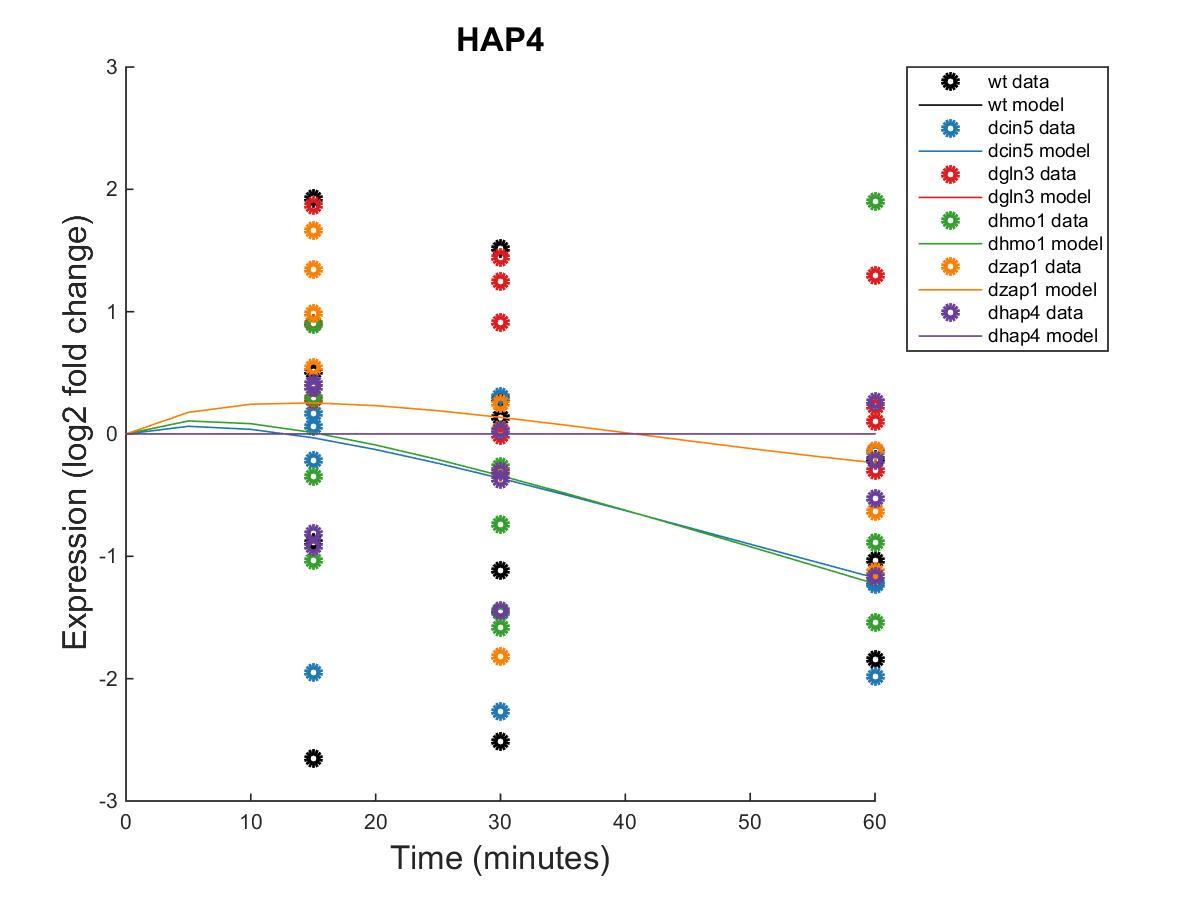 HAP4
3
2
1
0
-1
-2
-3
0 10 20 30 40 50 60
Expression (log2 fold change)
Time (minutes)
wt data
wt model
dcin5 data
dcin5 model
dgln3 data
dgln3 model
dhmo1 data
dhmo1 model
dzap1 data
dzap1 model
dhap4 data
dhap4 model